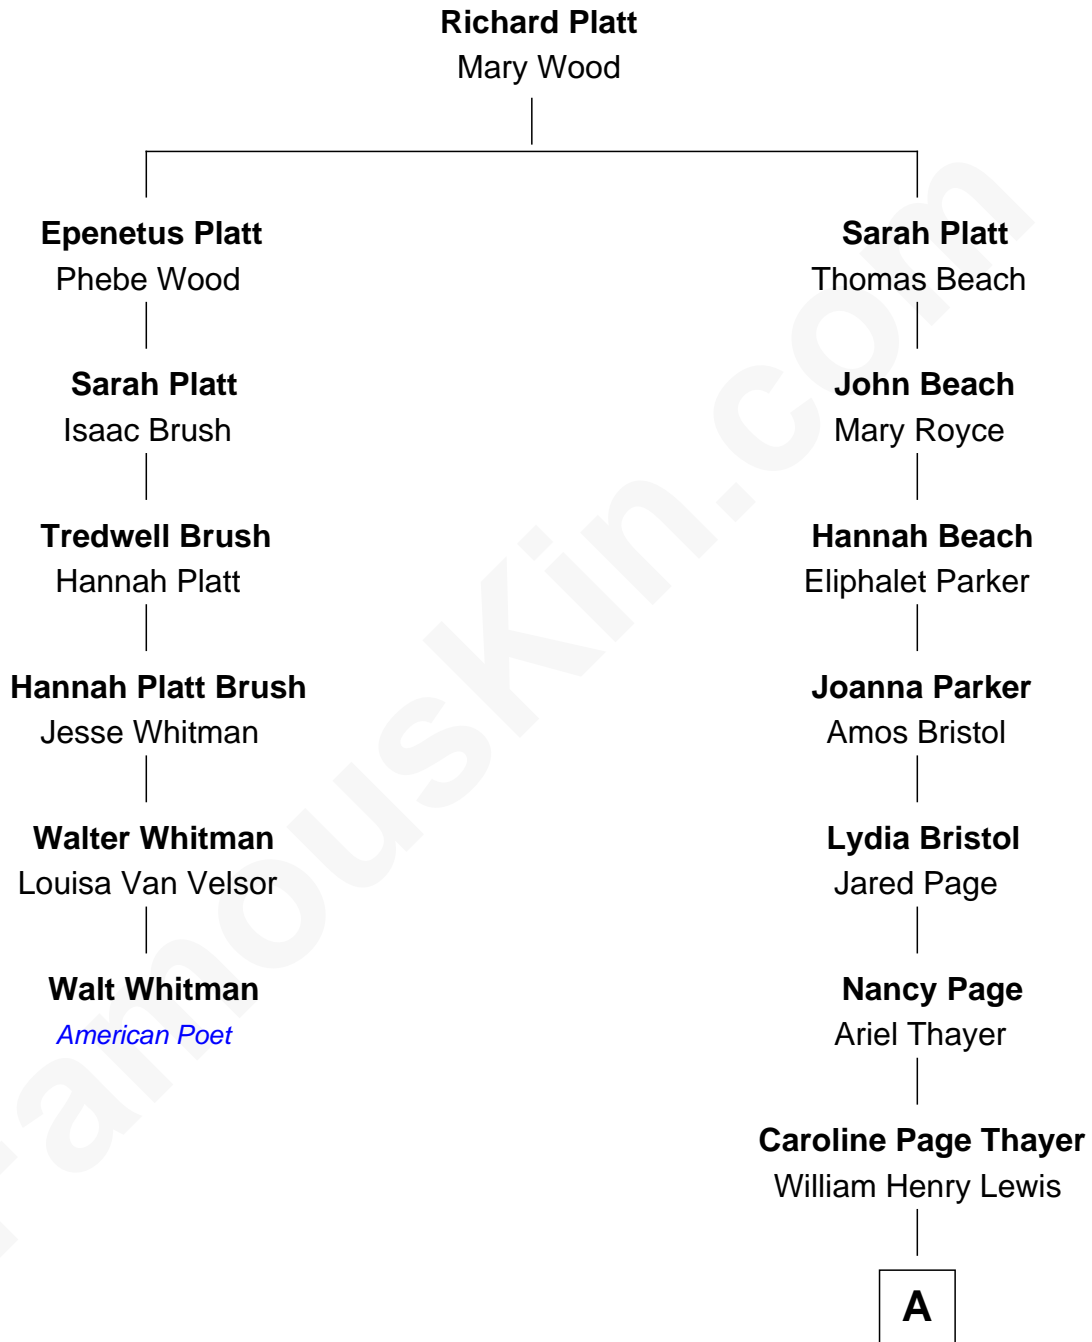 Richard Platt
Mary Wood
Epenetus Platt
Phebe Wood
Sarah Platt
Thomas Beach
Sarah Platt
Isaac Brush
John Beach
Mary Royce
Tredwell Brush
Hannah Platt
Hannah Beach
Eliphalet Parker
Hannah Platt Brush
Jesse Whitman
Joanna Parker
Amos Bristol
Walter Whitman
Louisa Van Velsor
Lydia Bristol
Jared Page
Walt Whitman
American Poet
Nancy Page
Ariel Thayer
Caroline Page Thayer
William Henry Lewis
A
FamousKin.com